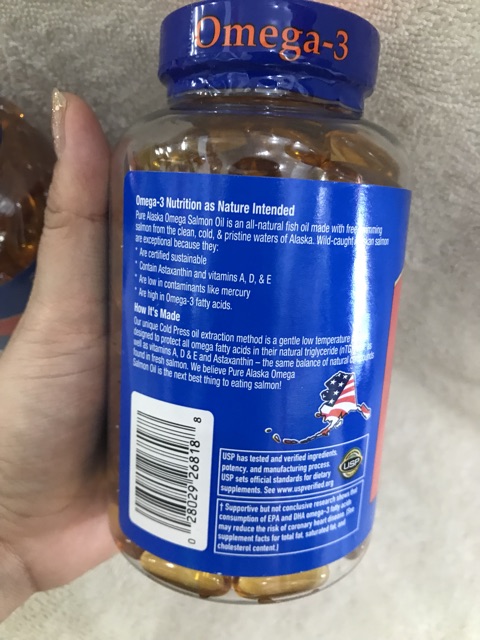 Omega-3
Omega-3 Nutrition as Nature Intended
Pure Alaska Omega Salmon Oil is an all-natural fish oil made with free
salmon from the clean, cold, & pristine waters of Alaska. Wild-caught salmon
are exceptional because they:
* Are certified sustainable
* Contain Astaxanthin and vitamins A, D, & E
* Are low in contaminants like mercury
* Are high in Omega-3 fatty acids.
How It's Made
Our unique Cold Press oil extraction method is a gentle low temperature
designed to protect all omega fatty acids in their natural triglyceride
well as vitamins A, D & E and Astaxanthin – the same balance of natural
found in fresh salmon. We believe Pure Alaska Omega
Salmon Oil is the next best thing to eating salmon!
USP has tested and verified ingredients,
potency, and manufacturing process.
USP sets official standards for dietary
supplements. See www.uspverified.org
USP
† Supportive but not conclusive research shows that
consumption of EPA and DHA omega-3 fatty acids
may reduce the risk of coronary heart disease. (See
supplement facts for total fat, saturated fat, and
cholesterol content.)
0 28029 26818 8